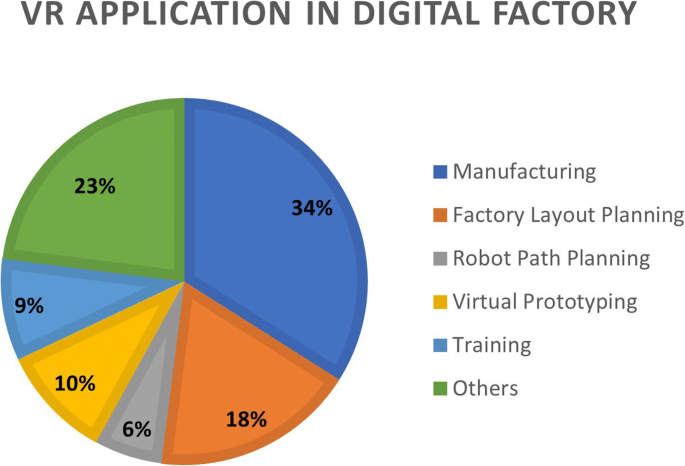 VR APPLICATION IN DIGITAL FACTORY
23%
34%
9%
10%
6%
18%
Manufacturing
Factory Layout Planning
Robot Path Planning
Virtual Prototyping
Training
Others